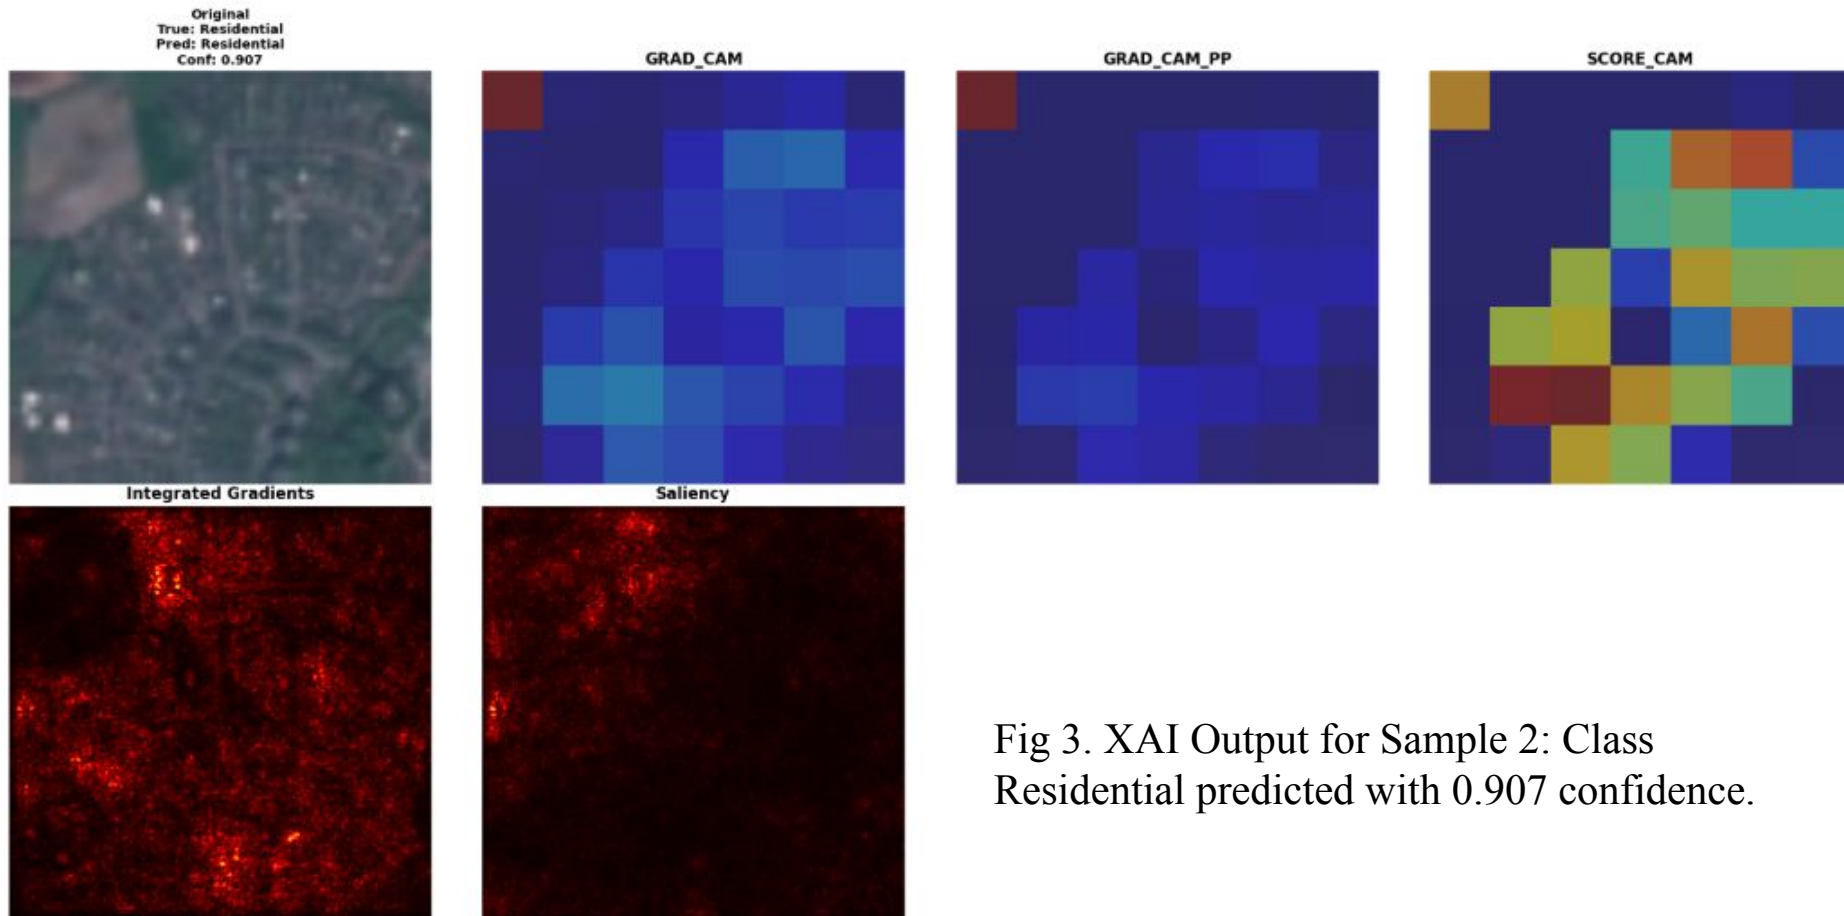 Original
True: Residential
Pred: Residential
Conf: 0.907
GRAD_CAM
GRAD_CAM_PP
SCORE_CAM
Integrated Gradients
Saliency
Fig 3. XAI Output for Sample 2: Class
Residential predicted with 0.907 confidence.